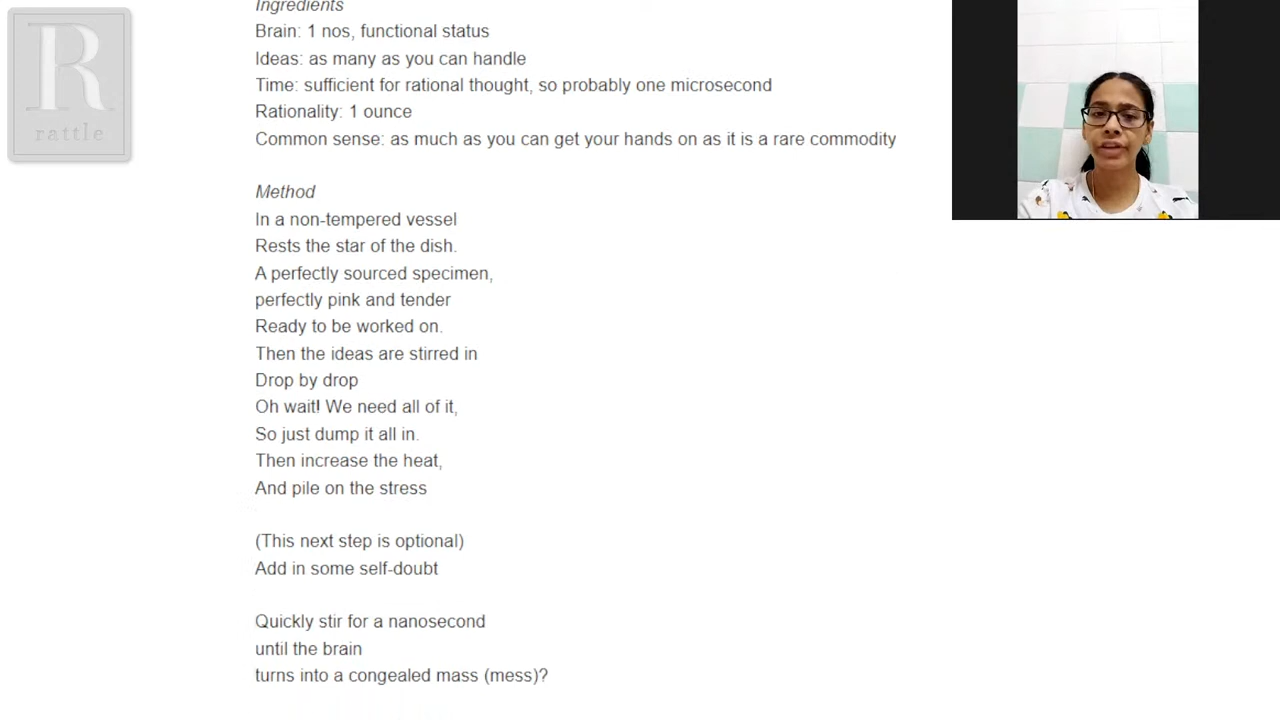 R
rattle
Ingredients
Brain: 1 nos, functional status
Ideas: as many as you can handle
Time: sufficient for rational thought, so probably one microsecond
Rationality: 1 ounce
Common sense: as much as you can get your hands on as it is a rare commodity
Method
In a non-tempered vessel
Rests the star of the dish.
A perfectly sourced specimen,
perfectly pink and tender
Ready to be worked on.
Then the ideas are stirred in
Drop by drop
Oh wait! We need all of it,
So just dump it all in.
Then increase the heat,
And pile on the stress
(This next step is optional)
Add in some self-doubt
Quickly stir for a nanosecond
until the brain
turns into a congealed mass (mess)?